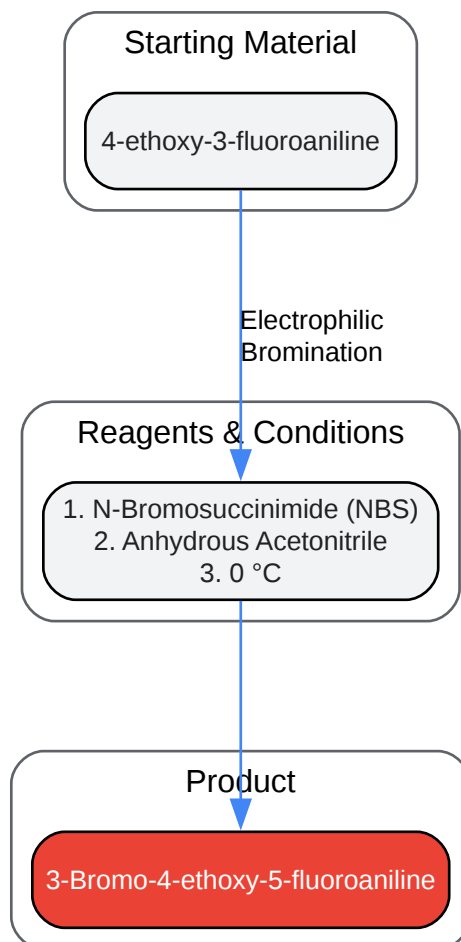 Starting Material
4-ethoxy-3-fluoroaniline
Electrophilic
Bromination
Reagents & Conditions
1. N-Bromosuccinimide (NBS)
2. Anhydrous Acetonitrile
3. 0 °C
Product
3-Bromo-4-ethoxy-5-fluoroaniline